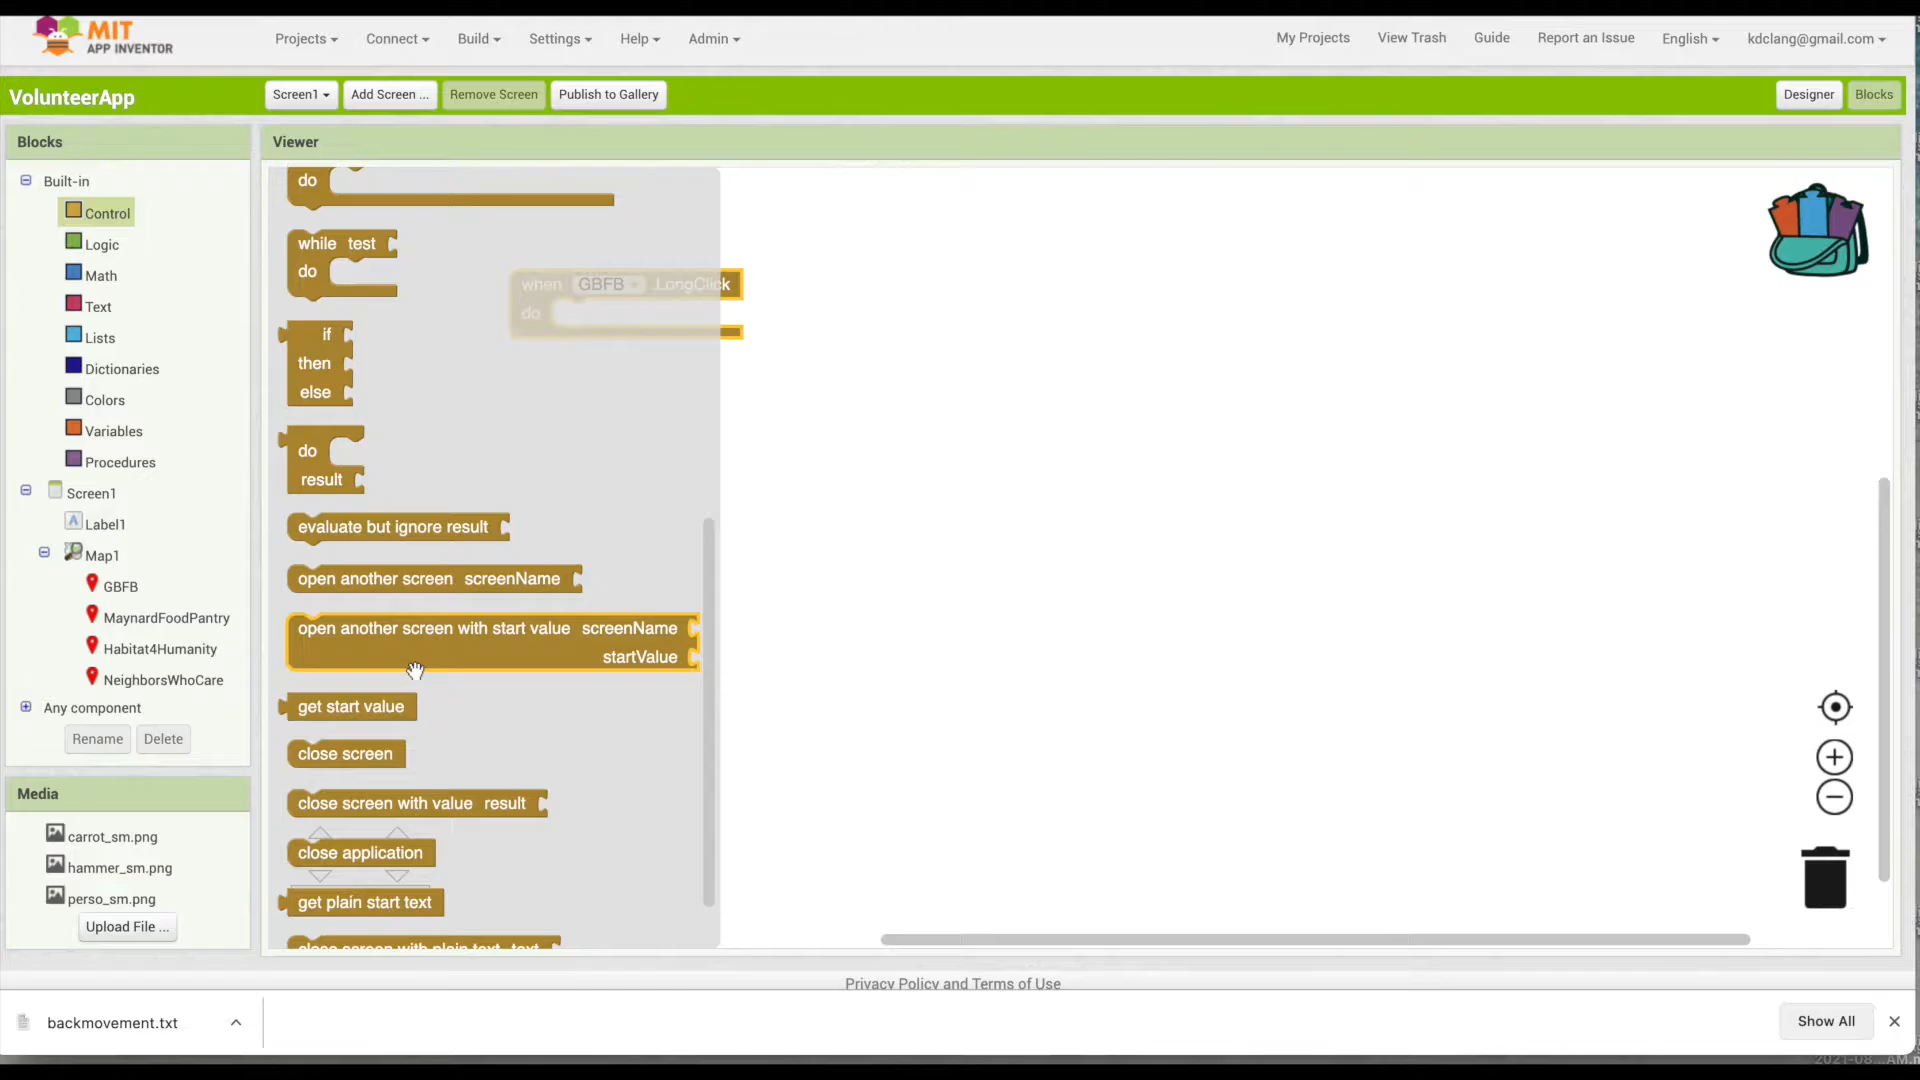 MIT
APP INVENTOR
Projects Connect Build Settings Help Admin
My Projects View Trash Guide Report an Issue English kdclang@gmail.com
VolunteerApp
Screen1 Add Screen ... Remove Screen Publish to Gallery
Designer Blocks
Blocks
Built-in
Control
Logic
Math
Text
Lists
Dictionaries
Colors
Variables
Procedures
Screen1
A Label1
Map1
GBFB
MaynardFoodPantry
Habitat4Humanity
NeighborsWhoCare
Any component
Rename Delete
Media
carrot_sm.png
hammer_sm.png
perso_sm.png
Upload File ...
Viewer
do
while test
do
when GBFB .LongClick
do
if
then
else
do
result
evaluate but ignore result
open another screen screenName
open another screen with start value screenName
startValue
get start value
close screen
close screen with value result
close application
get plain start text
close screen with plain text text
Privacy Policy and Terms of Use
backmovement.txt
Show All